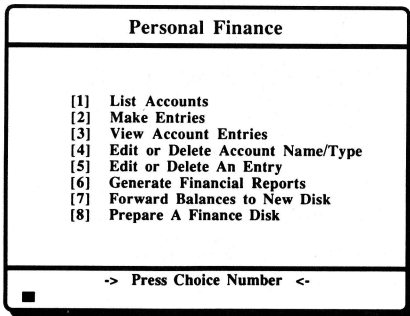 Personal Finance
[1] List Accounts
[2] Make Entries
[3] View Account Entries
[4] Edit or Delete Account Name/Type
[5] Edit or Delete An Entry
[6] Generate Financial Reports
[7] Forward Balances to New Disk
[8] Prepare A Finance Disk
-> Press Choice Number <-